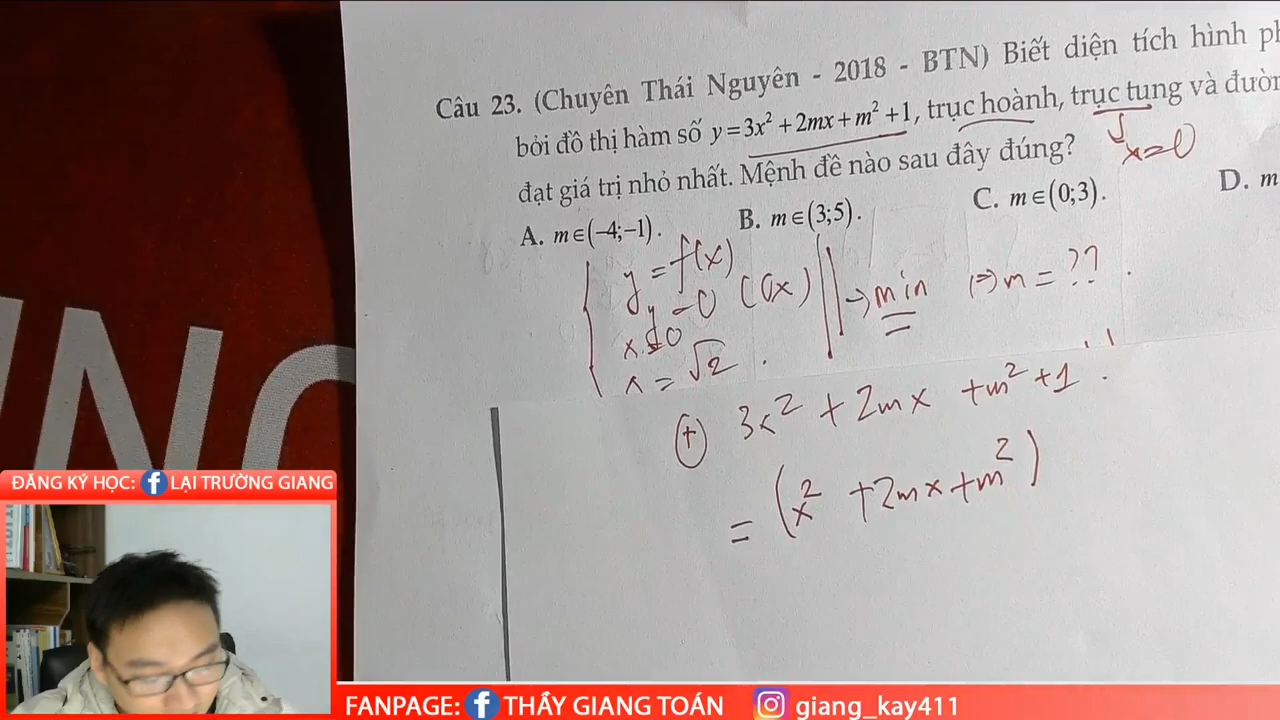 Câu 23. (Chuyên Thái Nguyên - 2018 - BTN) Biết diện tích hình
bởi đồ thị hàm số y=3x²+2mx+m²+1, trục hoành, trục tung và
x=0
đạt giá trị nhỏ nhất. Mệnh đề nào sau đây đúng?
A. m∈(−4;−1). B. m∈(3;5). C. m∈(0;3). D. m
y = f(x)
y=0 (Ox) → min => m = ??.
x=0
x = √2.
(+) 3x² + 2mx + m² + 1.
= (x² + 2mx + m²)
ĐĂNG KÝ HỌC: f LẠI TRƯỜNG GIANG
FANPAGE: f THẦY GIANG TOÁN giang_kay411